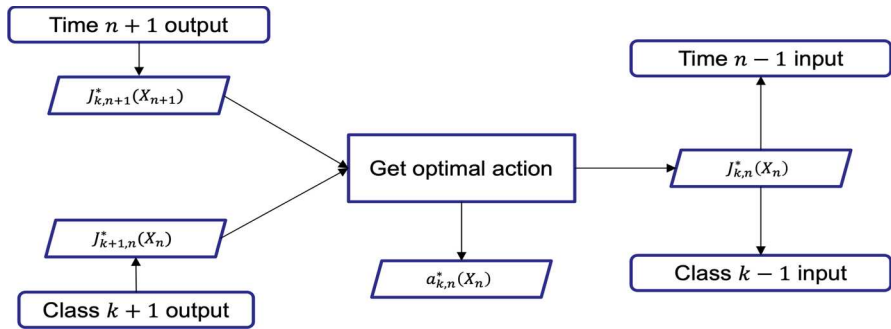 Time n + 1 output
J*k,n+1(Xn+1)
Time n − 1 input
Get optimal action
J*k,n(Xn)
J*k+1,n(Xn)
a*k,n(Xn)
Class k + 1 output
Class k − 1 input